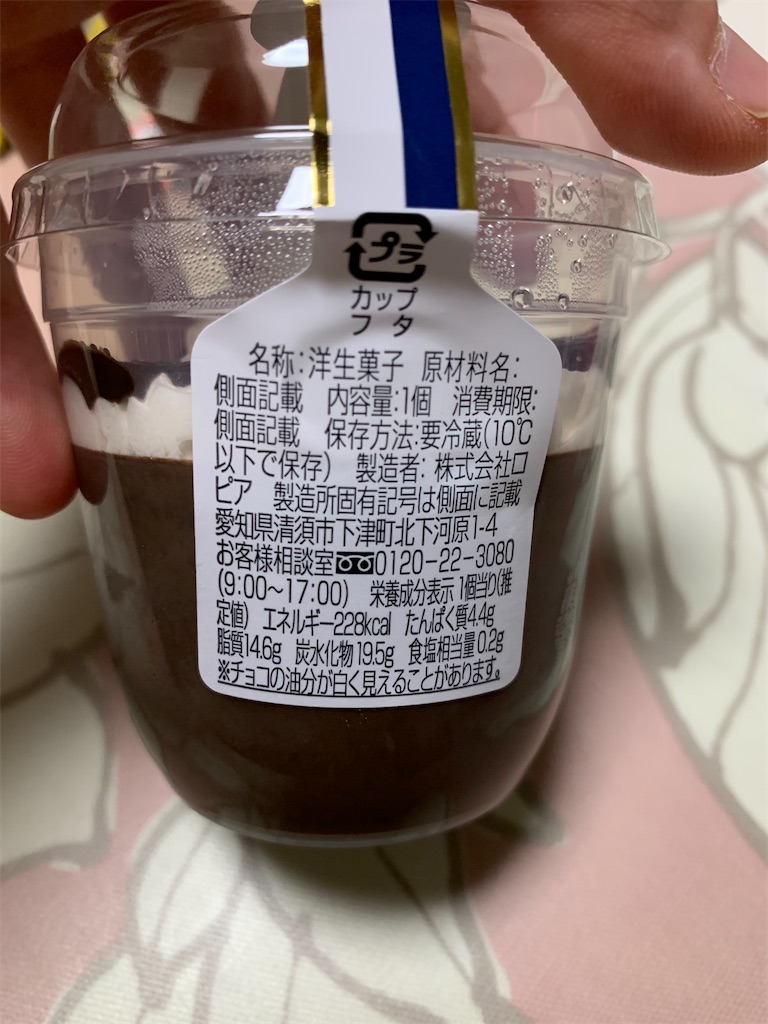 プラ
カップ
フタ
名称:洋生菓子 原材料名:
側面記載 内容量:1個 消費期限:
側面記載 保存方法:要冷蔵(10℃
以下で保存) 製造者: 株式会社ロ
ピア 製造所固有記号は側面に記載
愛知県清須市下津町北下河原1-4
お客様相談室 0120-22-3080
(9:00~17:00) 栄養成分表示 1個当り(推
定値) エネルギー228kcal たんぱく質4.4g
脂質14.6g 炭水化物19.5g 食塩相当量0.2g
※チョコの油分が白く見えることがあります。